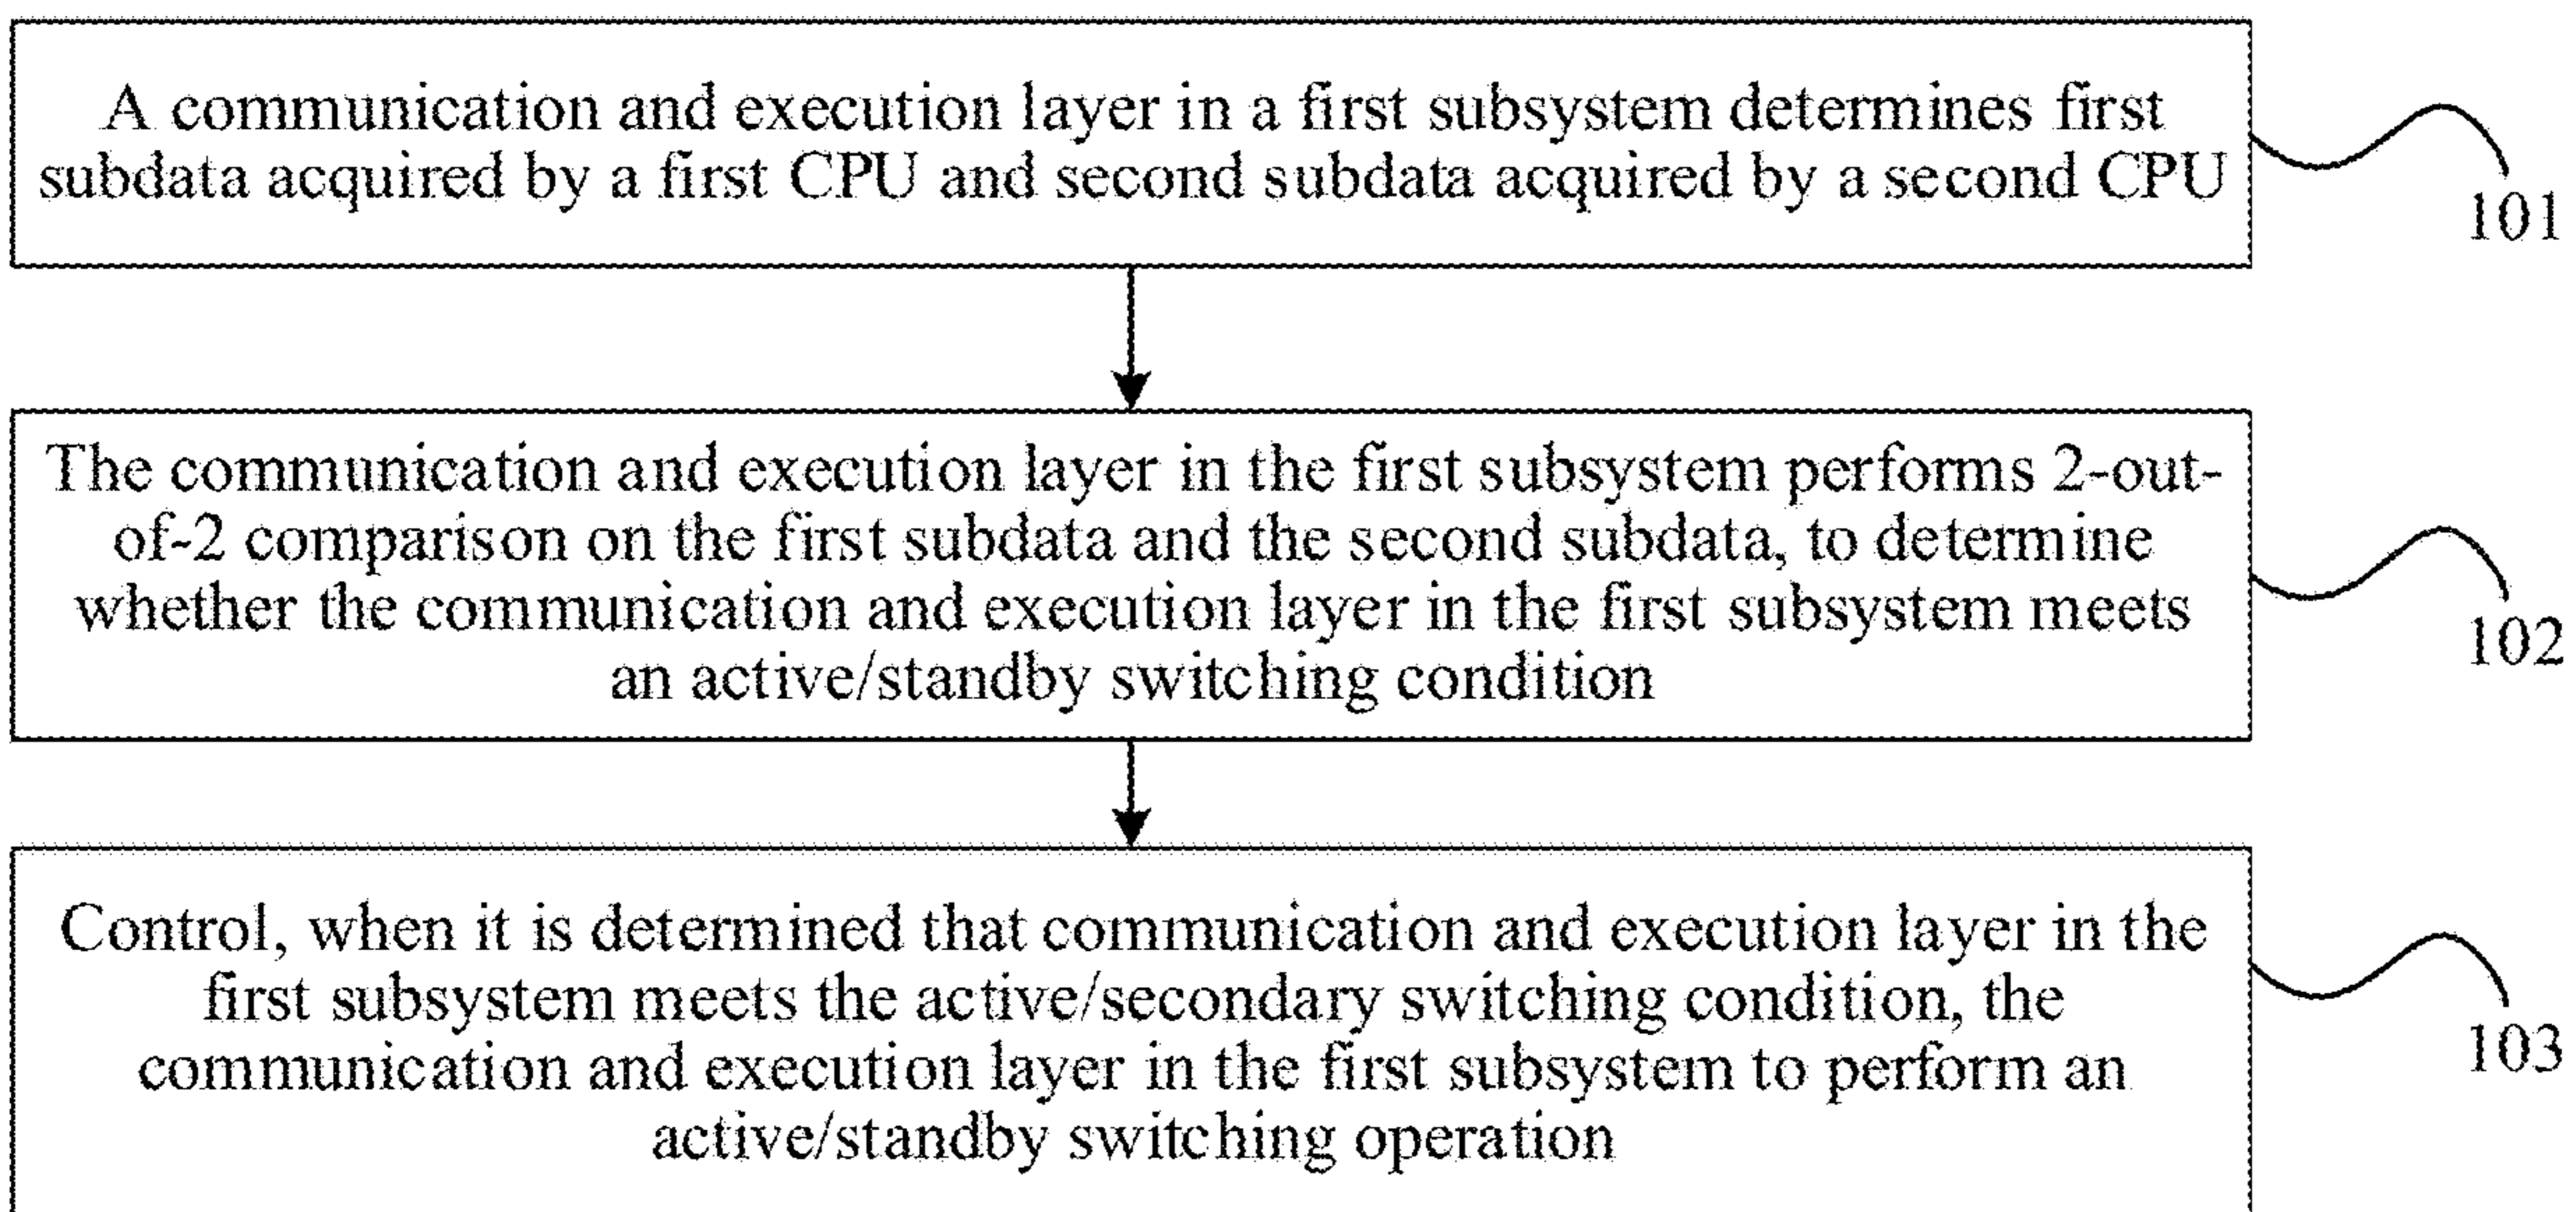 A communication and execution layer in a first subsystem determines first
subdata acquired by a first CPU and second subdata acquired by a second CPU
101
The communication and execution layer in the first subsystem performs 2-out-
of-2 comparison on the first subdata and the second subdata, to determine
whether the communication and execution layer in the first subsystem meets
an active/standby switching condition
102
Control, when it is determined that communication and execution layer in the
first subsystem meets the active/secondary switching condition, the
communication and execution layer in the first subsystem to perform an
active/standby switching operation
103